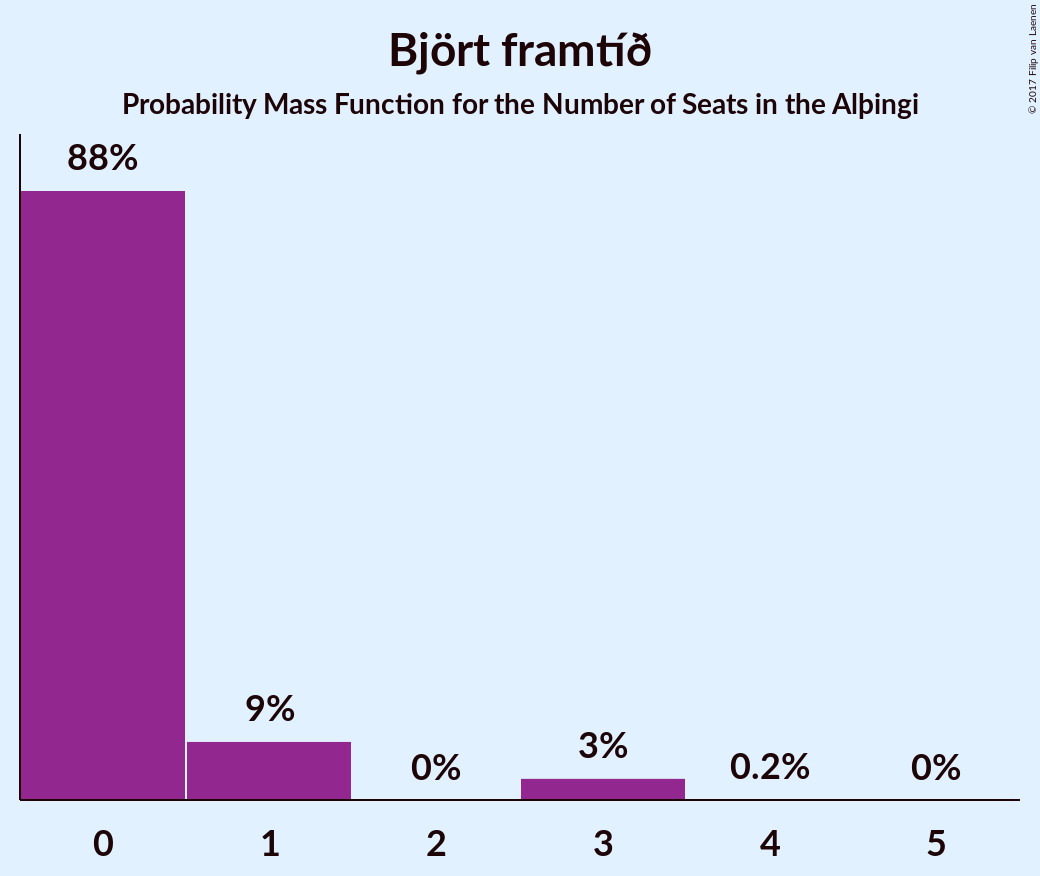 Björt framtíð
Probability Mass Function for the Number of Seats in the Alþingi
© 2017 Filip van Laenen
88%
9%
0%
3%
0.2%
0%
0 1 2 3 4 5